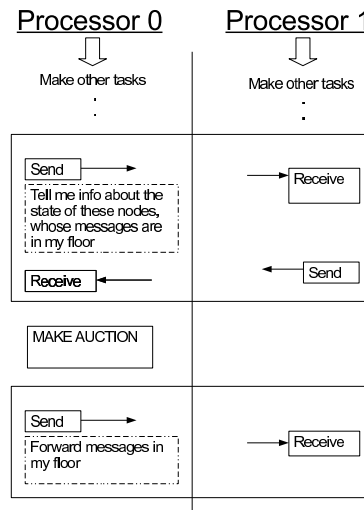 Processor 0
Processor 1
Make other tasks
Make other tasks
Send
Receive
Tell me info about the
state of these nodes,
whose messages are
in my floor
Receive
Send
MAKE AUCTION
Send
Receive
Forward messages in
my floor